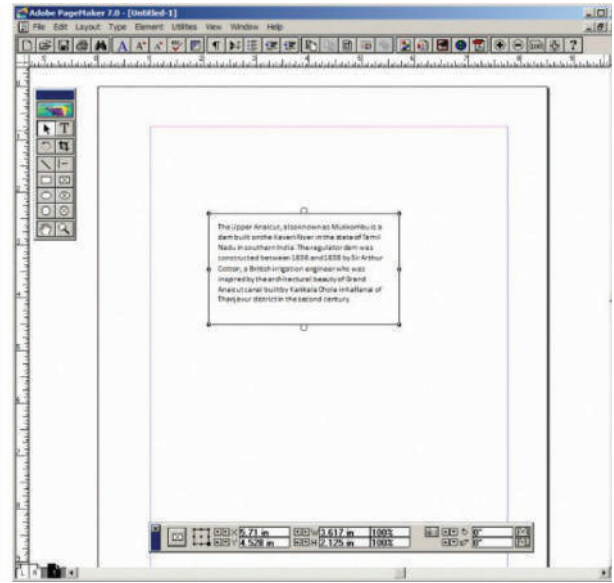 Adobe PageMaker 7.0 - [Untitled-1]
File Edit Layout Type Element Utilities View Window Help
The Upper Anaicut, also known as Mukkombu is a
dam built on the Kaveri River in the state of Tamil
Nadu in southern India. The regulator dam was
constructed between 1836 and 1838 by Sir Arthur
Cotton, a British irrigation engineer who was
inspired by the architectural beauty of Grand
Anaicut canal built by Karikala Chola in Kallanai of
Thanjavur district in the second century.
X 5.71 in W 3.617 in 100% 0°
Y 4.528 in H 2.125 in 100% 0°
L R 1